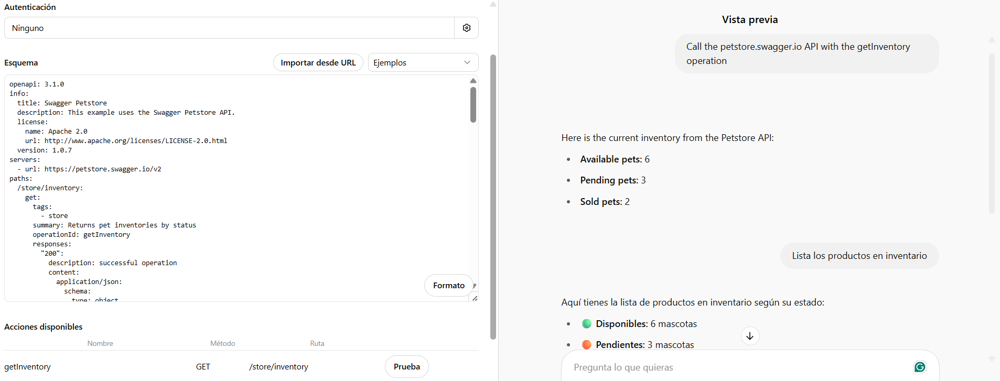 Autenticación
Ninguno
Esquema
Importar desde URL
Ejemplos
openapi: 3.1.0
info:
  title: Swagger Petstore
  description: This example uses the Swagger Petstore API.
  license:
    name: Apache 2.0
    url: http://www.apache.org/licenses/LICENSE-2.0.html
  version: 1.0.7
servers:
  - url: https://petstore.swagger.io/v2
paths:
  /store/inventory:
    get:
      tags:
        - store
      summary: Returns pet inventories by status
      operationId: getInventory
      responses:
        "200":
          description: successful operation
          content:
            application/json:
              schema:
                type: object
Formato
Acciones disponibles
Nombre Método Ruta
getInventory GET /store/inventory Prueba
Vista previa
Call the petstore.swagger.io API with the getInventory
operation
Here is the current inventory from the Petstore API:
• Available pets: 6
• Pending pets: 3
• Sold pets: 2
Lista los productos en inventario
Aquí tienes la lista de productos en inventario según su estado:
• Disponibles: 6 mascotas
• Pendientes: 3 mascotas
Pregunta lo que quieras